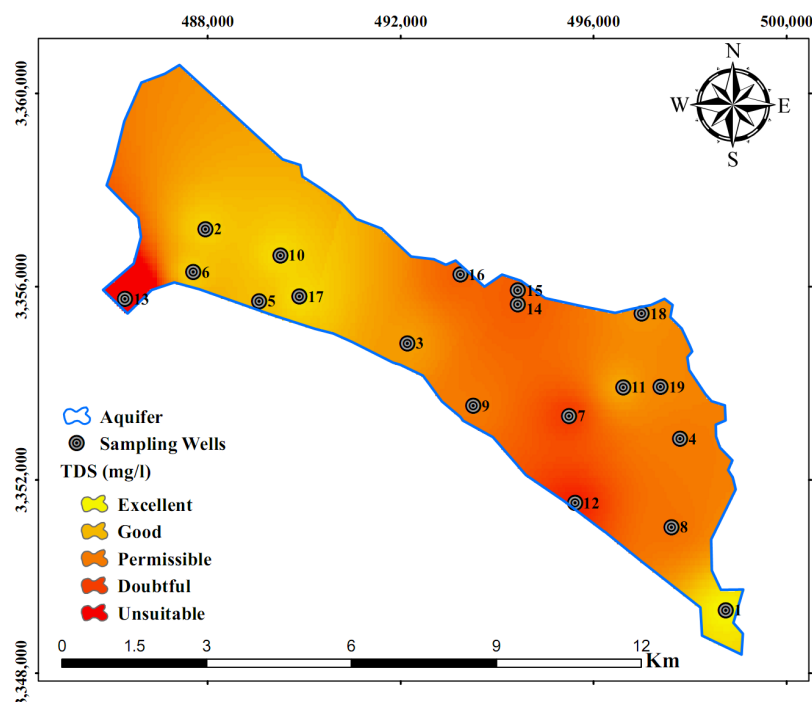 488,000 492,000 496,000 500,000
3,360,000
3,356,000
3,352,000
3,348,000
N
W E
S
2
10
6
13
5
17
16
15
14
18
3
11
19
9
7
4
12
8
1
Aquifer
Sampling Wells
TDS (mg/l)
Excellent
Good
Permissible
Doubtful
Unsuitable
0 1.5 3 6 9 12
Km